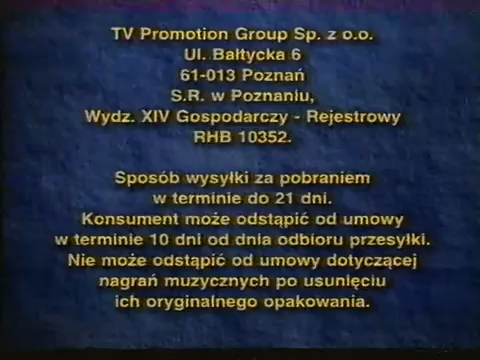 TV Promotion Group Sp. z o.o.
Ul. Bałtycka 6
61-013 Poznań
S.R. w Poznaniu,
Wydz. XIV Gospodarczy - Rejestrowy
RHB 10352.
Sposób wysyłki za pobraniem
w terminie do 21 dni.
Konsument może odstąpić od umowy
w terminie 10 dni od dnia odbioru przesyłki.
Nie może odstąpić od umowy dotyczącej
nagrań muzycznych po usunięciu
ich oryginalnego opakowania.